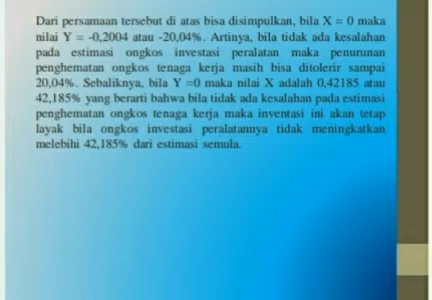 Dari persamaan tersebut di atas bisa disimpulkan, bila X = 0 maka
nilai Y = -0,2004 atau -20,04%. Artinya, bila tidak ada kesalahan
pada estimasi ongkos investasi peralatan maka penurunan
penghematan ongkos tenaga kerja masih bisa ditolerir sampai
20,04%. Sebaliknya, bila Y =0 maka nilai X adalah 0,42185 atau
42,185% yang berarti bahwa bila tidak ada kesalahan pada estimasi
penghematan ongkos tenaga kerja maka inventasi ini akan tetap
layak bila ongkos investasi peralatannya tidak meningkatkan
melebihi 42,185% dari estimasi semula.